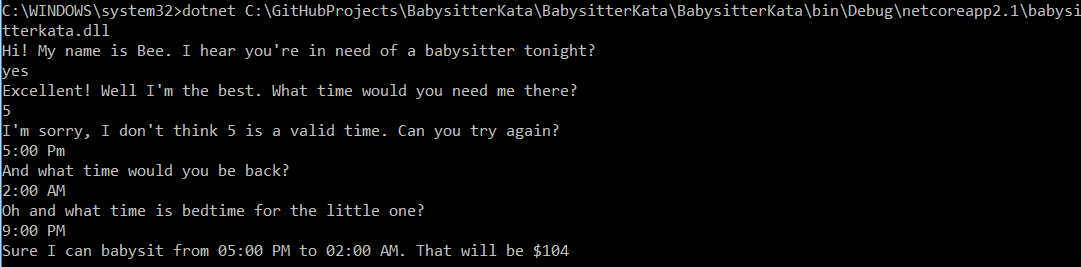 C:\WINDOWS\system32>dotnet C:\GitHubProjects\BabysitterKata\BabysitterKata\BabysitterKata\bin\Debug\netcoreapp2.1\babysi
tterkata.dll
Hi! My name is Bee. I hear you're in need of a babysitter tonight?
yes
Excellent! Well I'm the best. What time would you need me there?
5
I'm sorry, I don't think 5 is a valid time. Can you try again?
5:00 Pm
And what time would you be back?
2:00 AM
Oh and what time is bedtime for the little one?
9:00 PM
Sure I can babysit from 05:00 PM to 02:00 AM. That will be $104